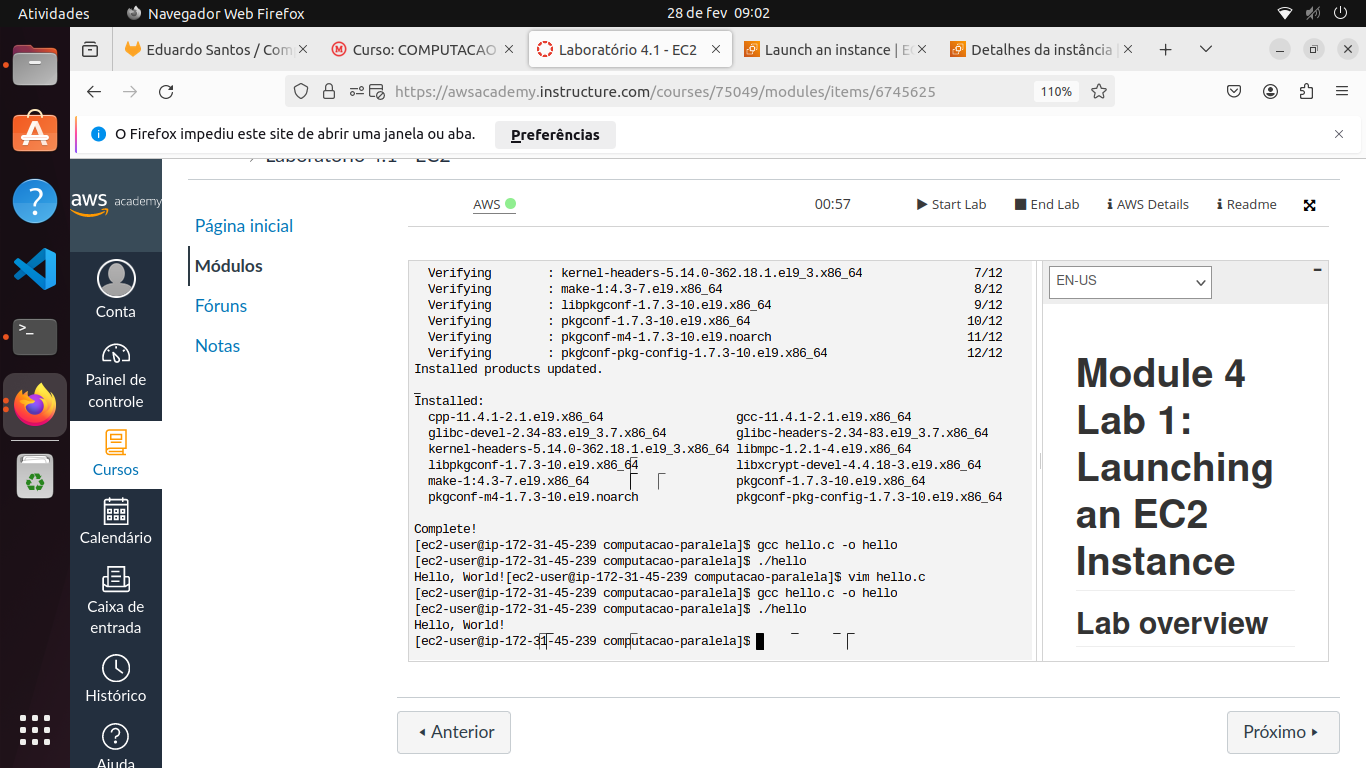 Atividades
Navegador Web Firefox
28 de fev 09:02
Eduardo Santos / Com
Curso: COMPUTACAO
Laboratório 4.1 - EC2
Launch an instance | EC
Detalhes da instância |
https://awsacademy.instructure.com/courses/75049/modules/items/6745625
110%
O Firefox impediu este site de abrir uma janela ou aba.
Preferências
Laboratório 4.1 - EC2
aws academy
Conta
Painel de controle
Cursos
Calendário
Caixa de entrada
Histórico
Ajuda
Página inicial
Módulos
Fóruns
Notas
AWS
00:57
Start Lab
End Lab
AWS Details
Readme
Verifying : kernel-headers-5.14.0-362.18.1.el9_3.x86_64 7/12
Verifying : make-1:4.3-7.el9.x86_64 8/12
Verifying : libpkgconf-1.7.3-10.el9.x86_64 9/12
Verifying : pkgconf-1.7.3-10.el9.x86_64 10/12
Verifying : pkgconf-m4-1.7.3-10.el9.noarch 11/12
Verifying : pkgconf-pkg-config-1.7.3-10.el9.x86_64 12/12
Installed products updated.
Installed:
cpp-11.4.1-2.1.el9.x86_64 gcc-11.4.1-2.1.el9.x86_64
glibc-devel-2.34-83.el9_3.7.x86_64 glibc-headers-2.34-83.el9_3.7.x86_64
kernel-headers-5.14.0-362.18.1.el9_3.x86_64 libmpc-1.2.1-4.el9.x86_64
libpkgconf-1.7.3-10.el9.x86_64 libxcrypt-devel-4.4.18-3.el9.x86_64
make-1:4.3-7.el9.x86_64 pkgconf-1.7.3-10.el9.x86_64
pkgconf-m4-1.7.3-10.el9.noarch pkgconf-pkg-config-1.7.3-10.el9.x86_64
Complete!
[ec2-user@ip-172-31-45-239 computacao-paralela]$ gcc hello.c -o hello
[ec2-user@ip-172-31-45-239 computacao-paralela]$ ./hello
Hello, World![ec2-user@ip-172-31-45-239 computacao-paralela]$ vim hello.c
[ec2-user@ip-172-31-45-239 computacao-paralela]$ gcc hello.c -o hello
[ec2-user@ip-172-31-45-239 computacao-paralela]$ ./hello
Hello, World!
[ec2-user@ip-172-31-45-239 computacao-paralela]$
EN-US
Module 4
Lab 1:
Launching
an EC2
Instance
Lab overview
Anterior
Próximo